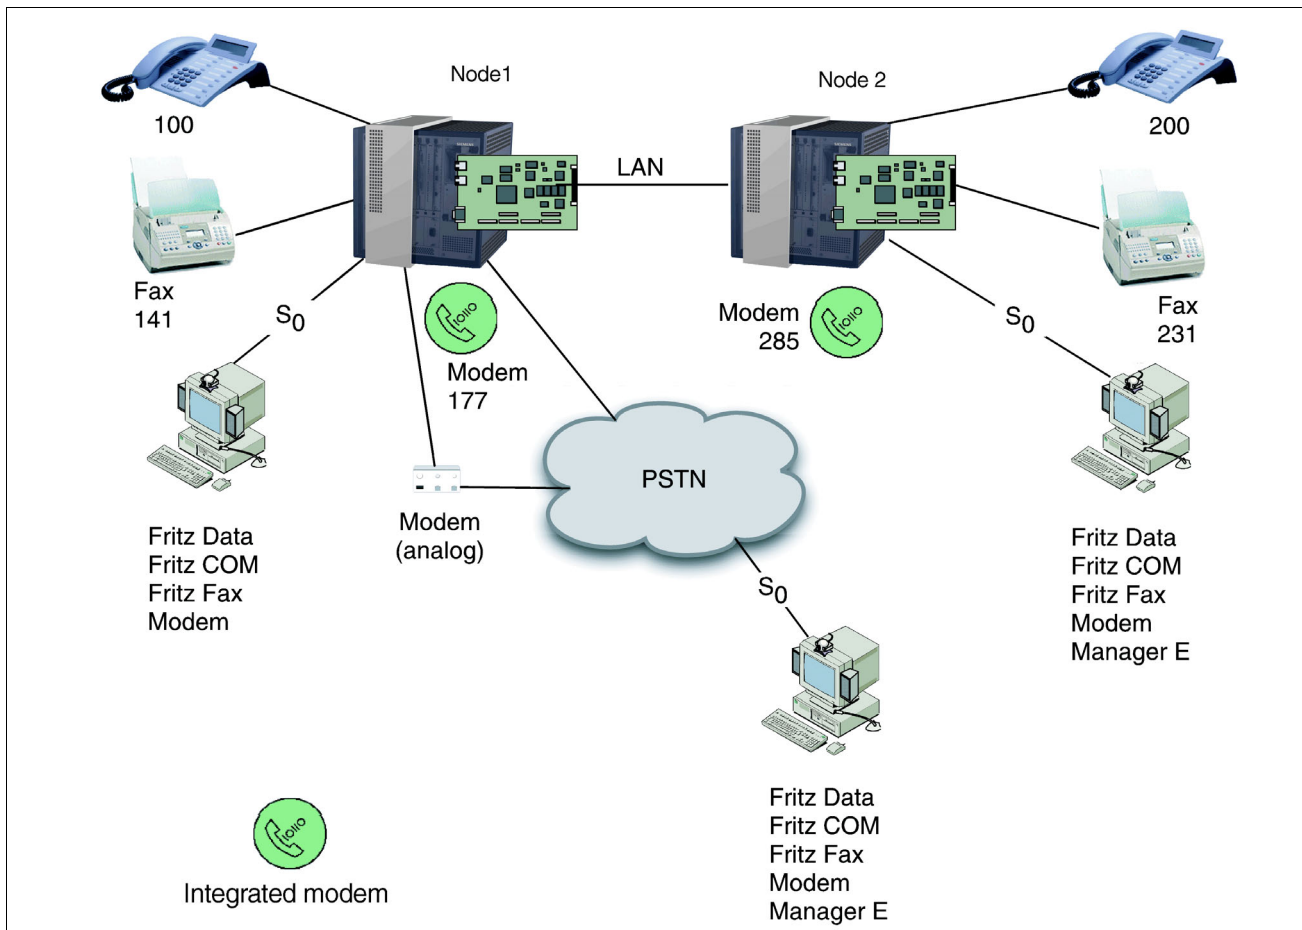 Node1
Node 2
100
200
LAN
Fax
141
Modem
285
Fax
231
S0
S0
Modem
177
PSTN
Modem
(analog)
Fritz Data
Fritz COM
Fritz Fax
Modem
Fritz Data
Fritz COM
Fritz Fax
Modem
Manager E
S0
Fritz Data
Fritz COM
Fritz Fax
Modem
Manager E
Integrated modem